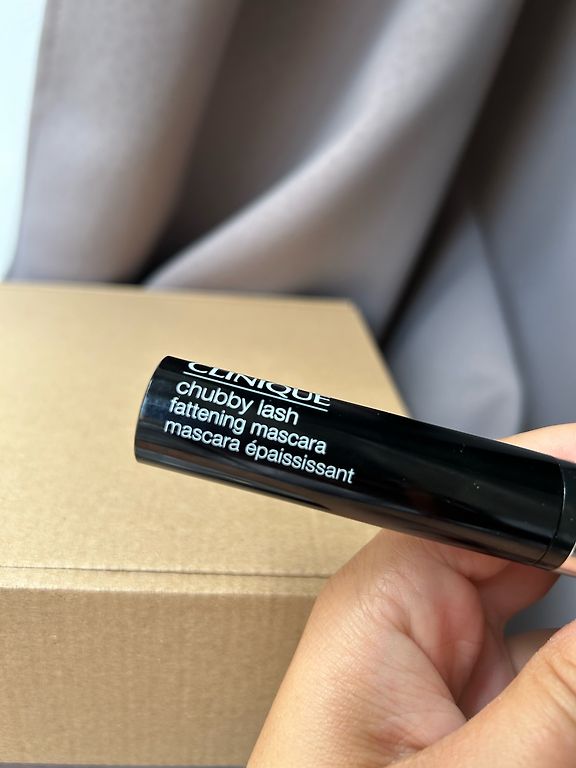 CLINIQUE
chubby lash
fattening mascara
mascara épaississant